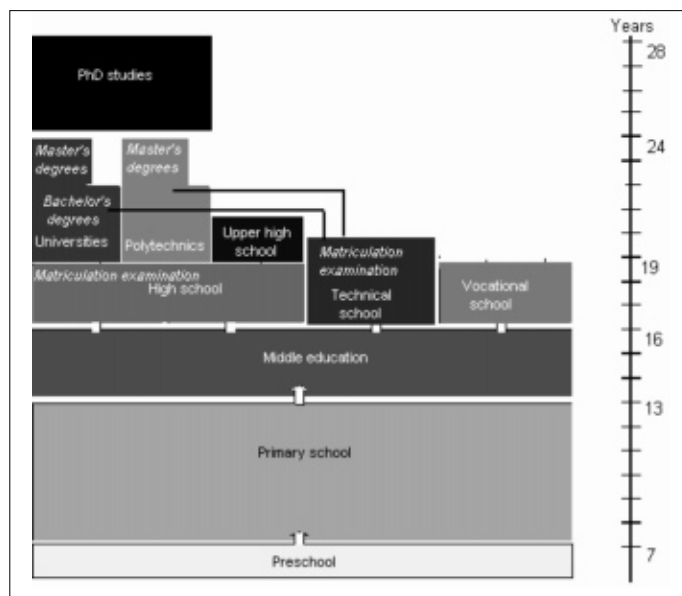 Years
28
PhD studies
24
Master's
degrees
Master's
degrees
Bachelor's
degrees
Universities
Polytechnics
Upper high
school
Matriculation
examination
Technical
school
Matriculation examination
High school
Vocational
school
19
16
Middle education
13
Primary school
7
Preschool